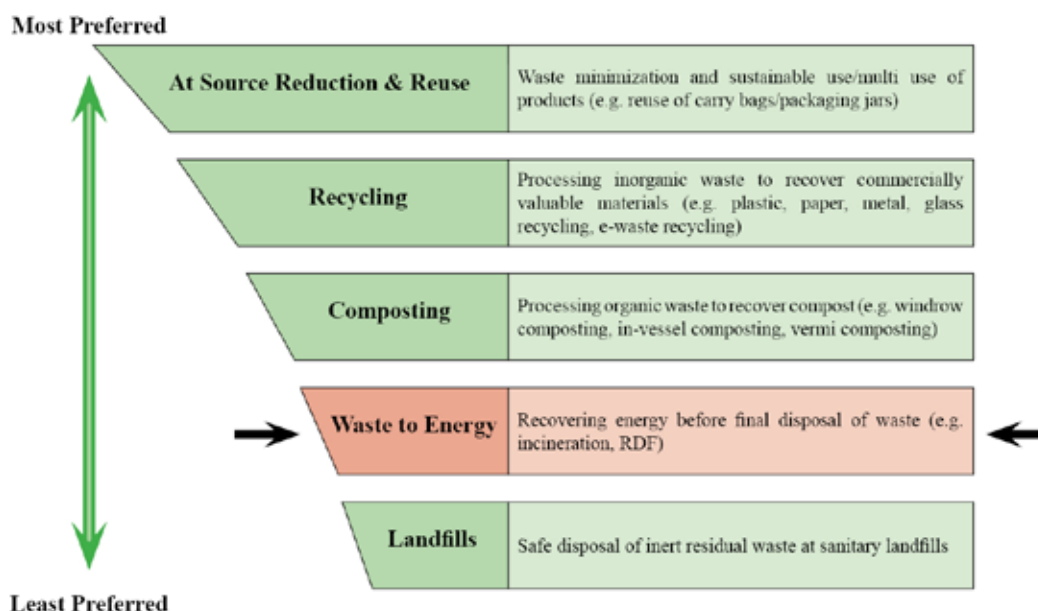 Most Preferred
At Source Reduction & Reuse
Waste minimization and sustainable use/multi use of
products (e.g. reuse of carry bags/packaging jars)
Recycling
Processing inorganic waste to recover commercially
valuable materials (e.g. plastic, paper, metal, glass
recycling, e-waste recycling)
Composting
Processing organic waste to recover compost (e.g. windrow
composting, in-vessel composting, vermi composting)
Waste to Energy
Recovering energy before final disposal of waste (e.g.
incineration, RDF)
Landfills
Safe disposal of inert residual waste at sanitary landfills
Least Preferred